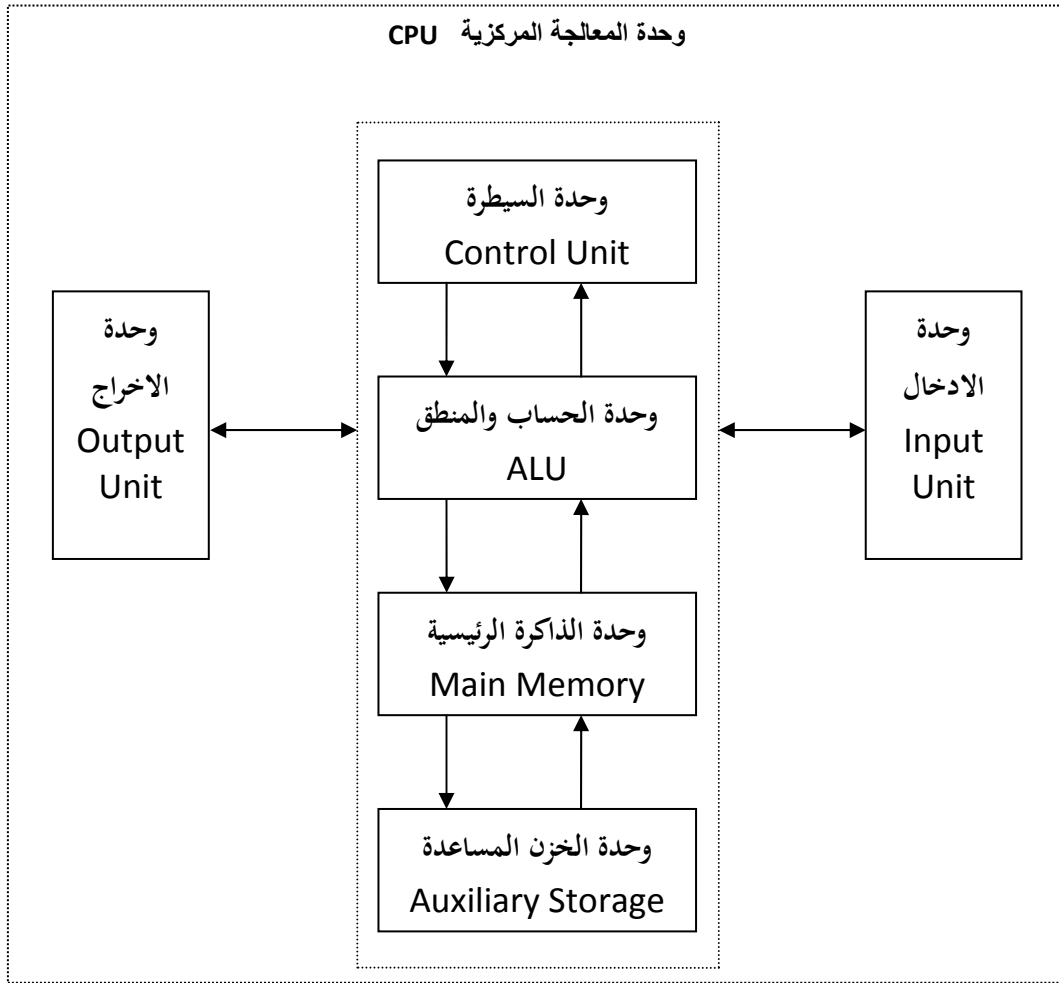 وحدة المعالجة المركزية CPU
وحدة السيطرة
Control Unit
وحدة
الادخال
Input
Unit
وحدة
الاخراج
Output
Unit
وحدة الحساب والمنطق
ALU
وحدة الذاكرة الرئيسية
Main Memory
وحدة الخزن المساعدة
Auxiliary Storage